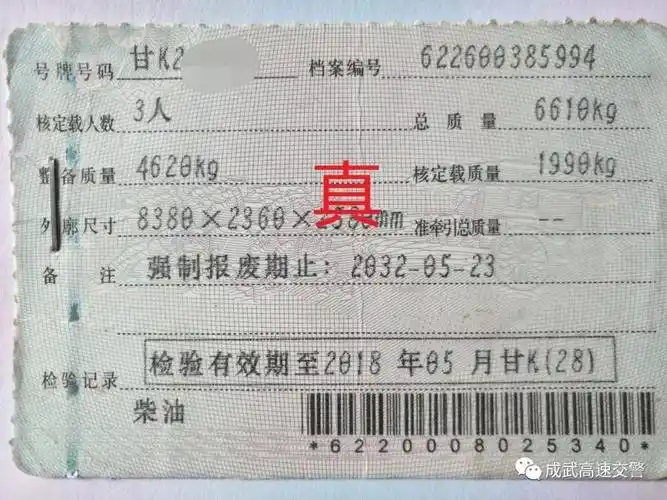 号牌号码 甘K2 档案编号 622600385994
核定载人数 3人 总质量 6610kg
整备质量 4620kg 核定载质量 1990kg
真
外廓尺寸 8380×2360×2380mm 准牵引总质量 --
备注 强制报废期止：2032-05-23
检验记录 检验有效期至2018年05月甘K(28)
柴油
*6220008025340*
成武高速交警